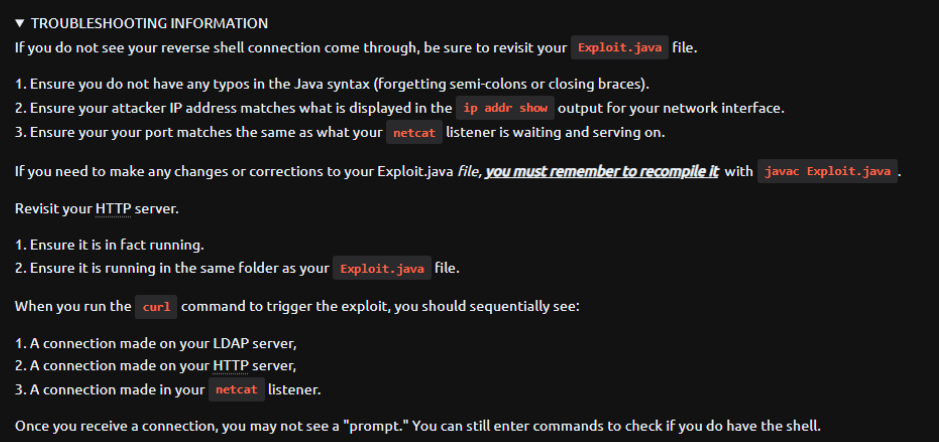 ▼ TROUBLESHOOTING INFORMATION
If you do not see your reverse shell connection come through, be sure to revisit your Exploit.java file.
1. Ensure you do not have any typos in the Java syntax (forgetting semi-colons or closing braces).
2. Ensure your attacker IP address matches what is displayed in the ip addr show output for your network interface.
3. Ensure your your port matches the same as what your netcat listener is waiting and serving on.
If you need to make any changes or corrections to your Exploit.java file, you must remember to recompile it with javac Exploit.java.
Revisit your HTTP server.
1. Ensure it is in fact running.
2. Ensure it is running in the same folder as your Exploit.java file.
When you run the curl command to trigger the exploit, you should sequentially see:
1. A connection made on your LDAP server,
2. A connection made on your HTTP server,
3. A connection made in your netcat listener.
Once you receive a connection, you may not see a "prompt." You can still enter commands to check if you do have the shell.